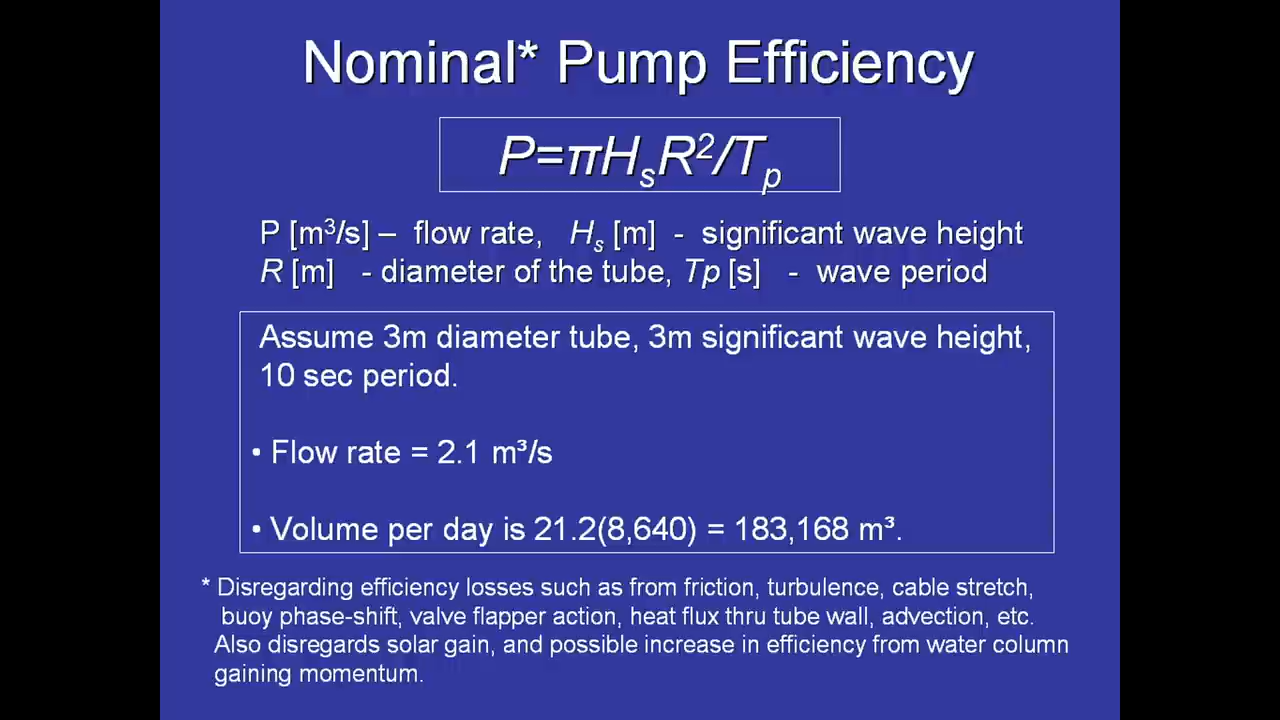 Nominal* Pump Efficiency
P=πHsR²/Tp
P [m³/s] – flow rate, Hs [m] - significant wave height
R [m] - diameter of the tube, Tp [s] - wave period
Assume 3m diameter tube, 3m significant wave height,
10 sec period.
• Flow rate = 2.1 m³/s
• Volume per day is 21.2(8,640) = 183,168 m³.
* Disregarding efficiency losses such as from friction, turbulence, cable stretch,
buoy phase-shift, valve flapper action, heat flux thru tube wall, advection, etc.
Also disregards solar gain, and possible increase in efficiency from water column
gaining momentum.